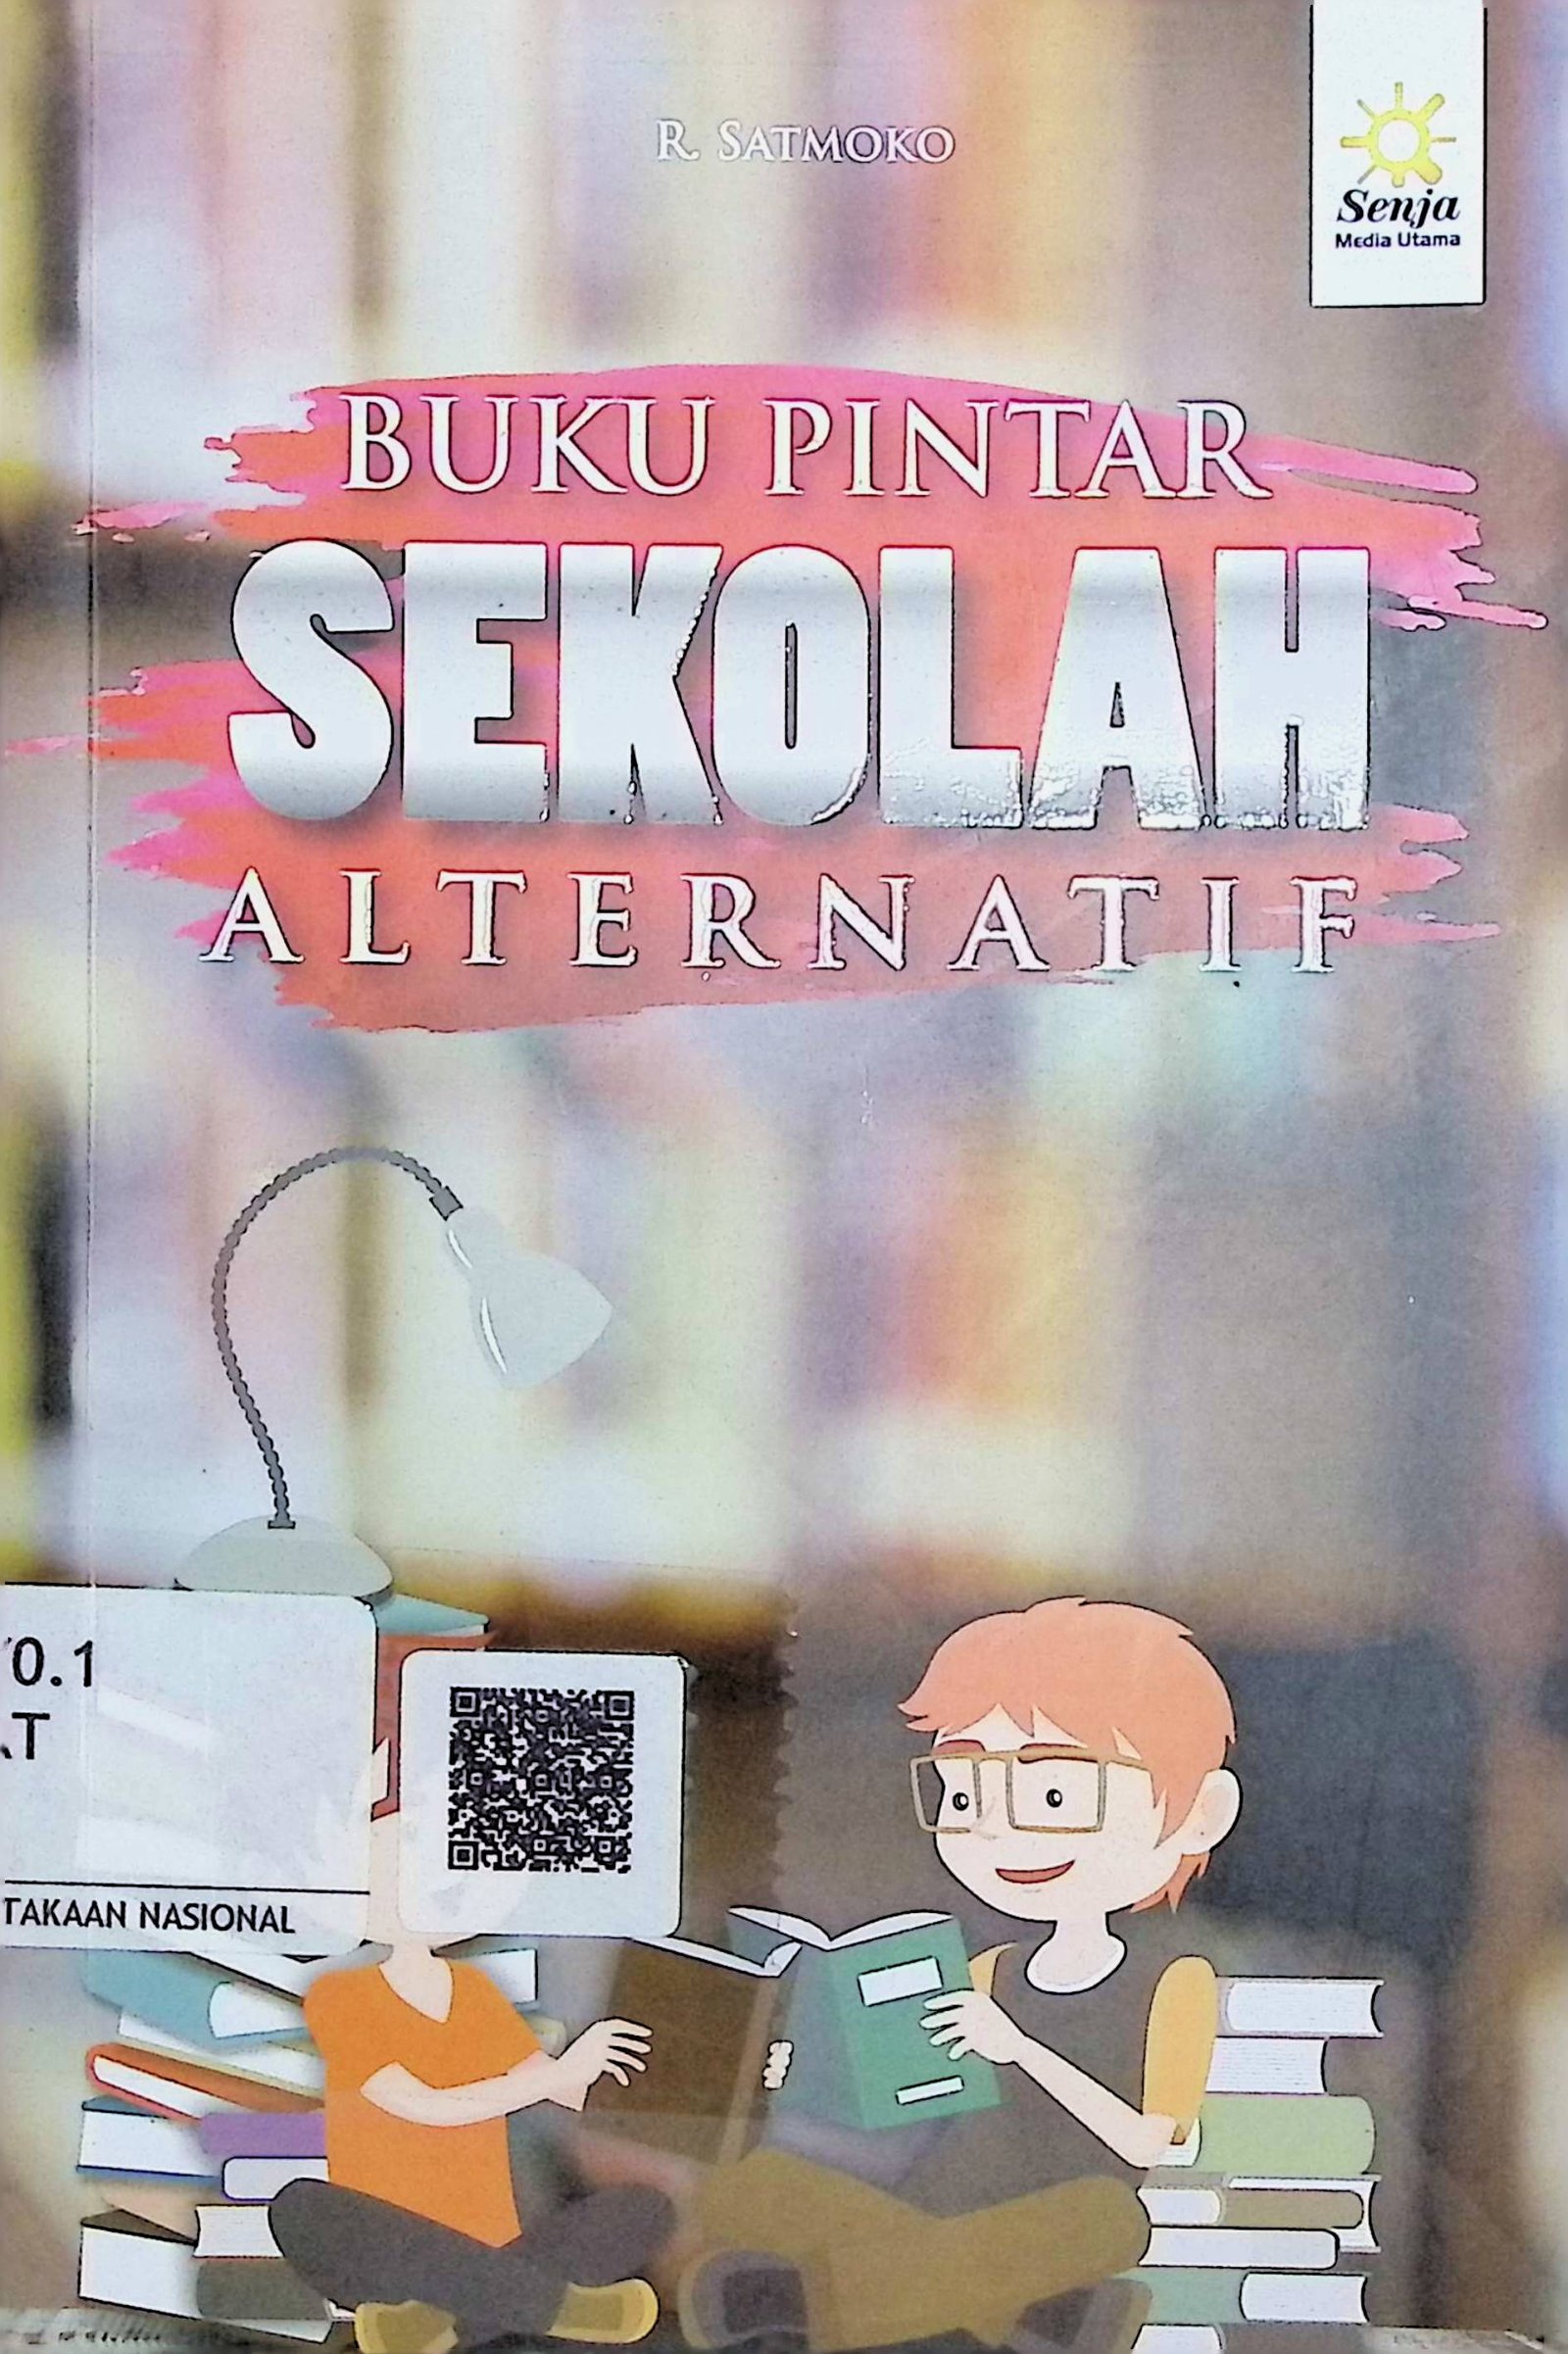 R. SATMOKO
Senja
Media Utama
BUKU PINTAR
SEKOLAH
ALTERNATIF
0.1
T
TAKAAN NASIONAL